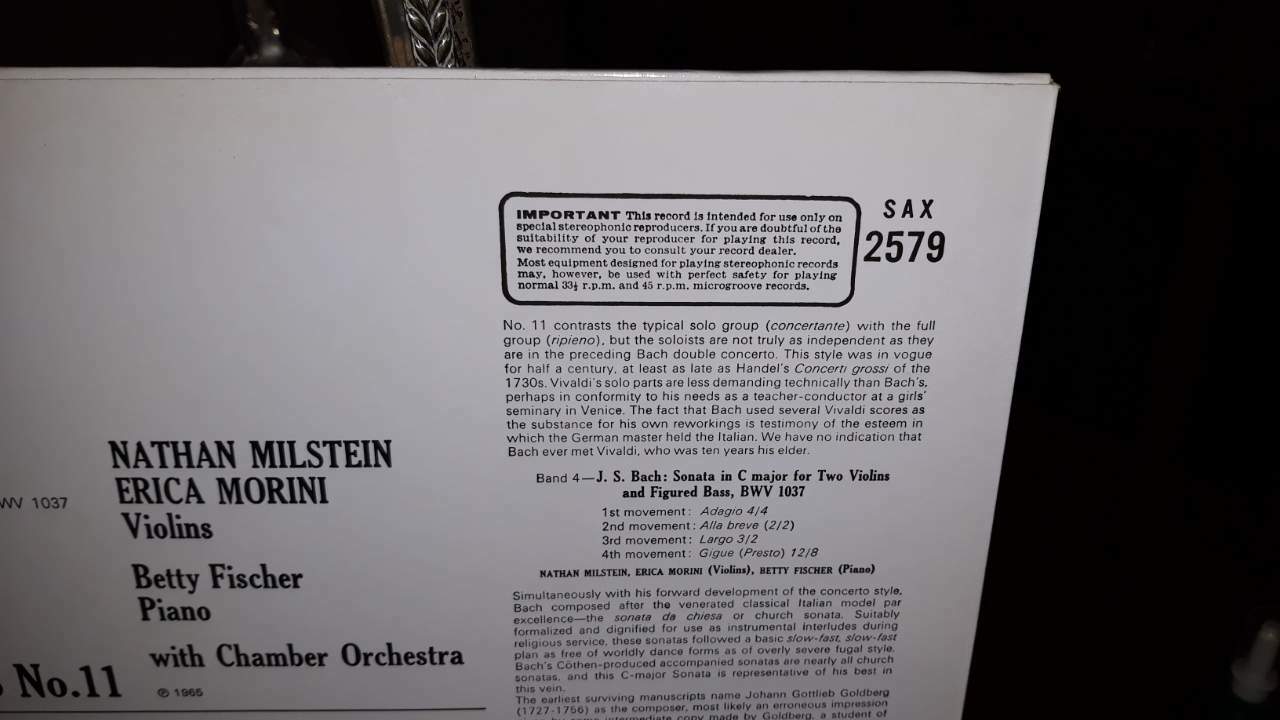 IMPORTANT This record is intended for use only on
special stereophonic reproducers. If you are doubtful of the
suitability of your reproducer for playing this record,
we recommend you to consult your record dealer.
Most equipment designed for playing stereophonic records
may, however, be used with perfect safety for playing
normal 33⅓ r.p.m. and 45 r.p.m. microgroove records.
SAX
2579
No. 11 contrasts the typical solo group (concertante) with the full
group (ripieno), but the soloists are not truly as independent as they
are in the preceding Bach double concerto. This style was in vogue
for half a century, at least as late as Handel's Concerti grossi of the
1730s. Vivaldi's solo parts are less demanding technically than Bach's,
perhaps in conformity to his needs as a teacher-conductor at a girls'
seminary in Venice. The fact that Bach used several Vivaldi scores as
the substance for his own reworkings is testimony of the esteem in
which the German master held the Italian. We have no indication that
Bach ever met Vivaldi, who was ten years his elder.
Band 4—J. S. Bach: Sonata in C major for Two Violins
and Figured Bass, BWV 1037
1st movement: Adagio 4/4
2nd movement: Alla breve (2/2)
3rd movement: Largo 3/2
4th movement: Gigue (Presto) 12/8
NATHAN MILSTEIN, ERICA MORINI (Violins), BETTY FISCHER (Piano)
Simultaneously with his forward development of the concerto style,
Bach composed after the venerated classical Italian model par
excellence—the sonata da chiesa or church sonata. Suitably
formalized and dignified for use as instrumental interludes during
religious service, these sonatas followed a basic slow-fast, slow-fast
plan as free of worldly dance forms as of overly severe fugal style.
Bach's Cöthen-produced accompanied sonatas are nearly all church
sonatas, and this C-major Sonata is representative of his best in
this vein.
The earliest surviving manuscripts name Johann Gottlieb Goldberg
(1727-1756) as the composer, most likely an erroneous impression
intermediate copy made by Goldberg, a student of
NATHAN MILSTEIN
ERICA MORINI
Violins
1037
Betty Fischer
Piano
with Chamber Orchestra
No.11
℗ 1965